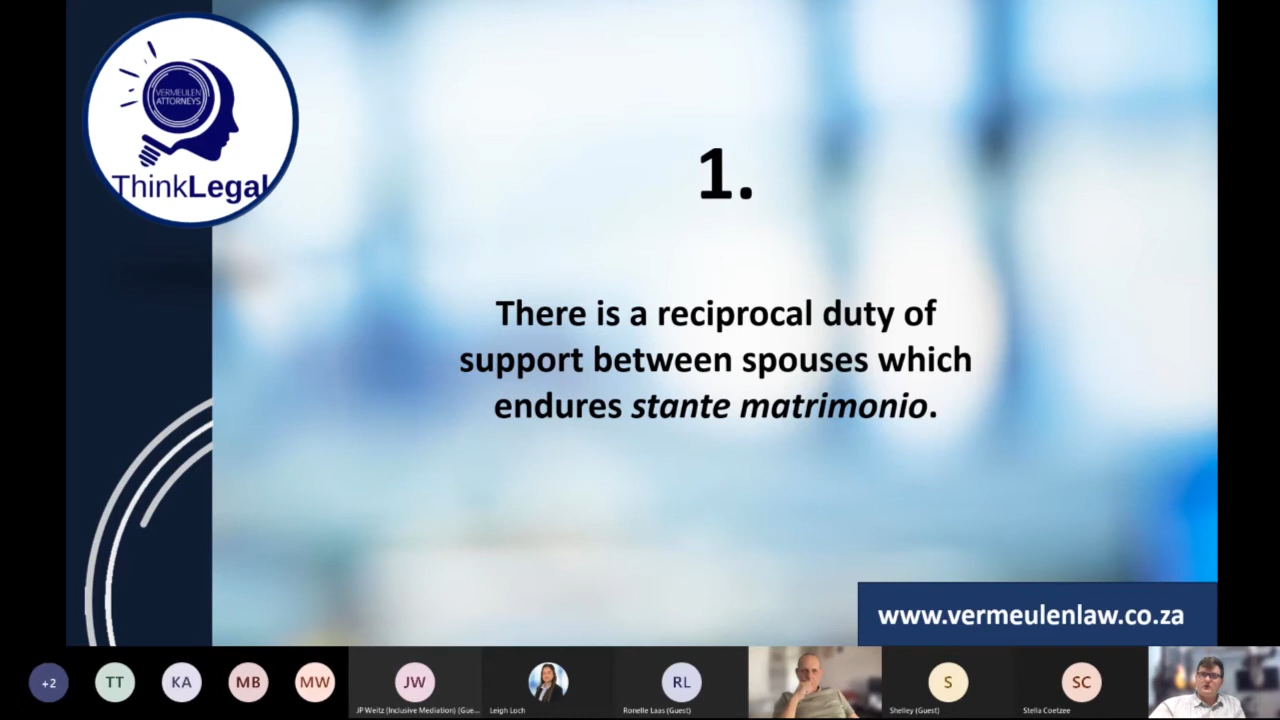 VERMEULEN
ATTORNEYS
ThinkLegal
1.
There is a reciprocal duty of
support between spouses which
endures stante matrimonio.
www.vermeulenlaw.co.za
+2
TT
KA
MB
MW
JW
RL
S
SC
JP Weitz (Inclusive Mediation) (Gue...
Leigh Loch
Ronelle Laas (Guest)
Shelley (Guest)
Stella Coetzee